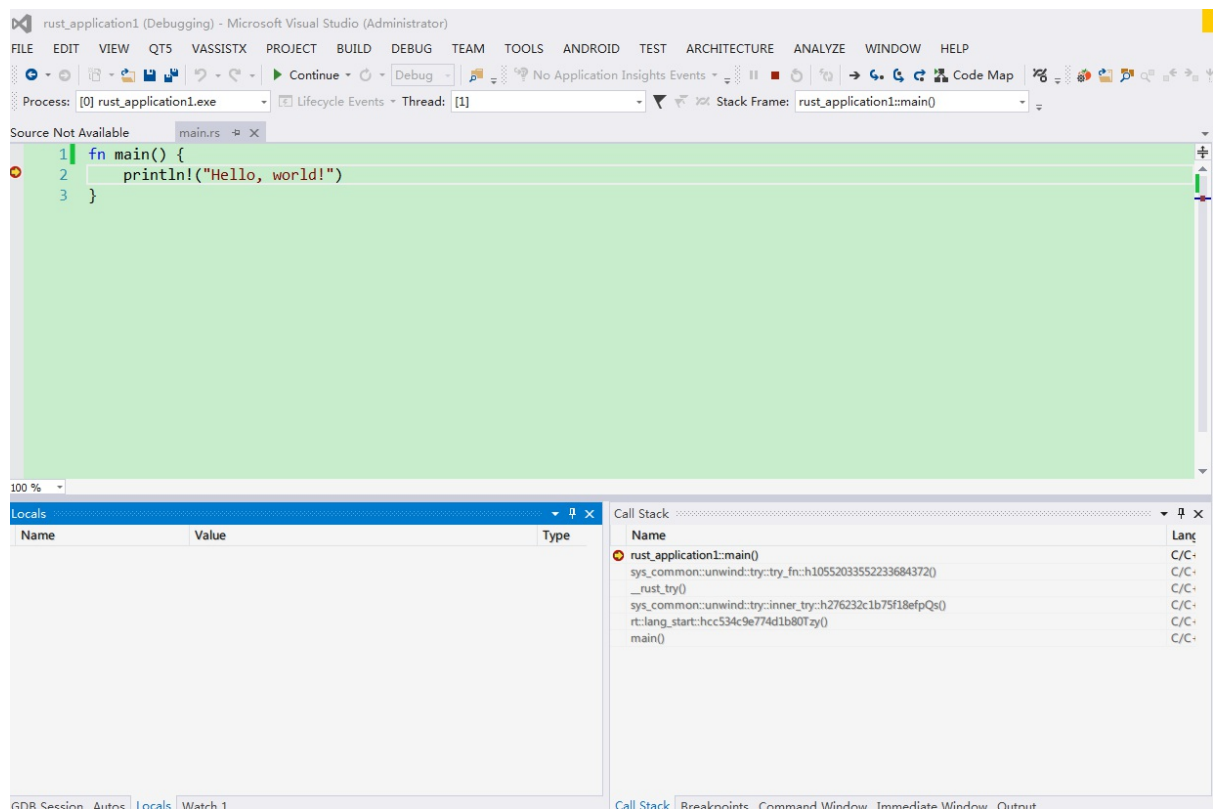 rust_application1 (Debugging) - Microsoft Visual Studio (Administrator)
FILE EDIT VIEW QT5 VASSISTX PROJECT BUILD DEBUG TEAM TOOLS ANDROID TEST ARCHITECTURE ANALYZE WINDOW HELP
Continue Debug No Application Insights Events Code Map
Process: [0] rust_application1.exe Lifecycle Events Thread: [1] Stack Frame: rust_application1::main()
Source Not Available main.rs
1 fn main() {
2 println!("Hello, world!")
3 }
100 %
Locals Call Stack
Name Value Type Name Lang
rust_application1::main() C/C+
sys_common::unwind::try::try_fn::h10552033552233684372() C/C+
__rust_try() C/C+
sys_common::unwind::try::inner_try::h276232c1b75f18efpQs() C/C+
rt::lang_start::hcc534c9e774d1b80Tzy() C/C+
main() C/C+
GDB Session Autos Locals Watch 1 Call Stack Breakpoints Command Window Immediate Window Output